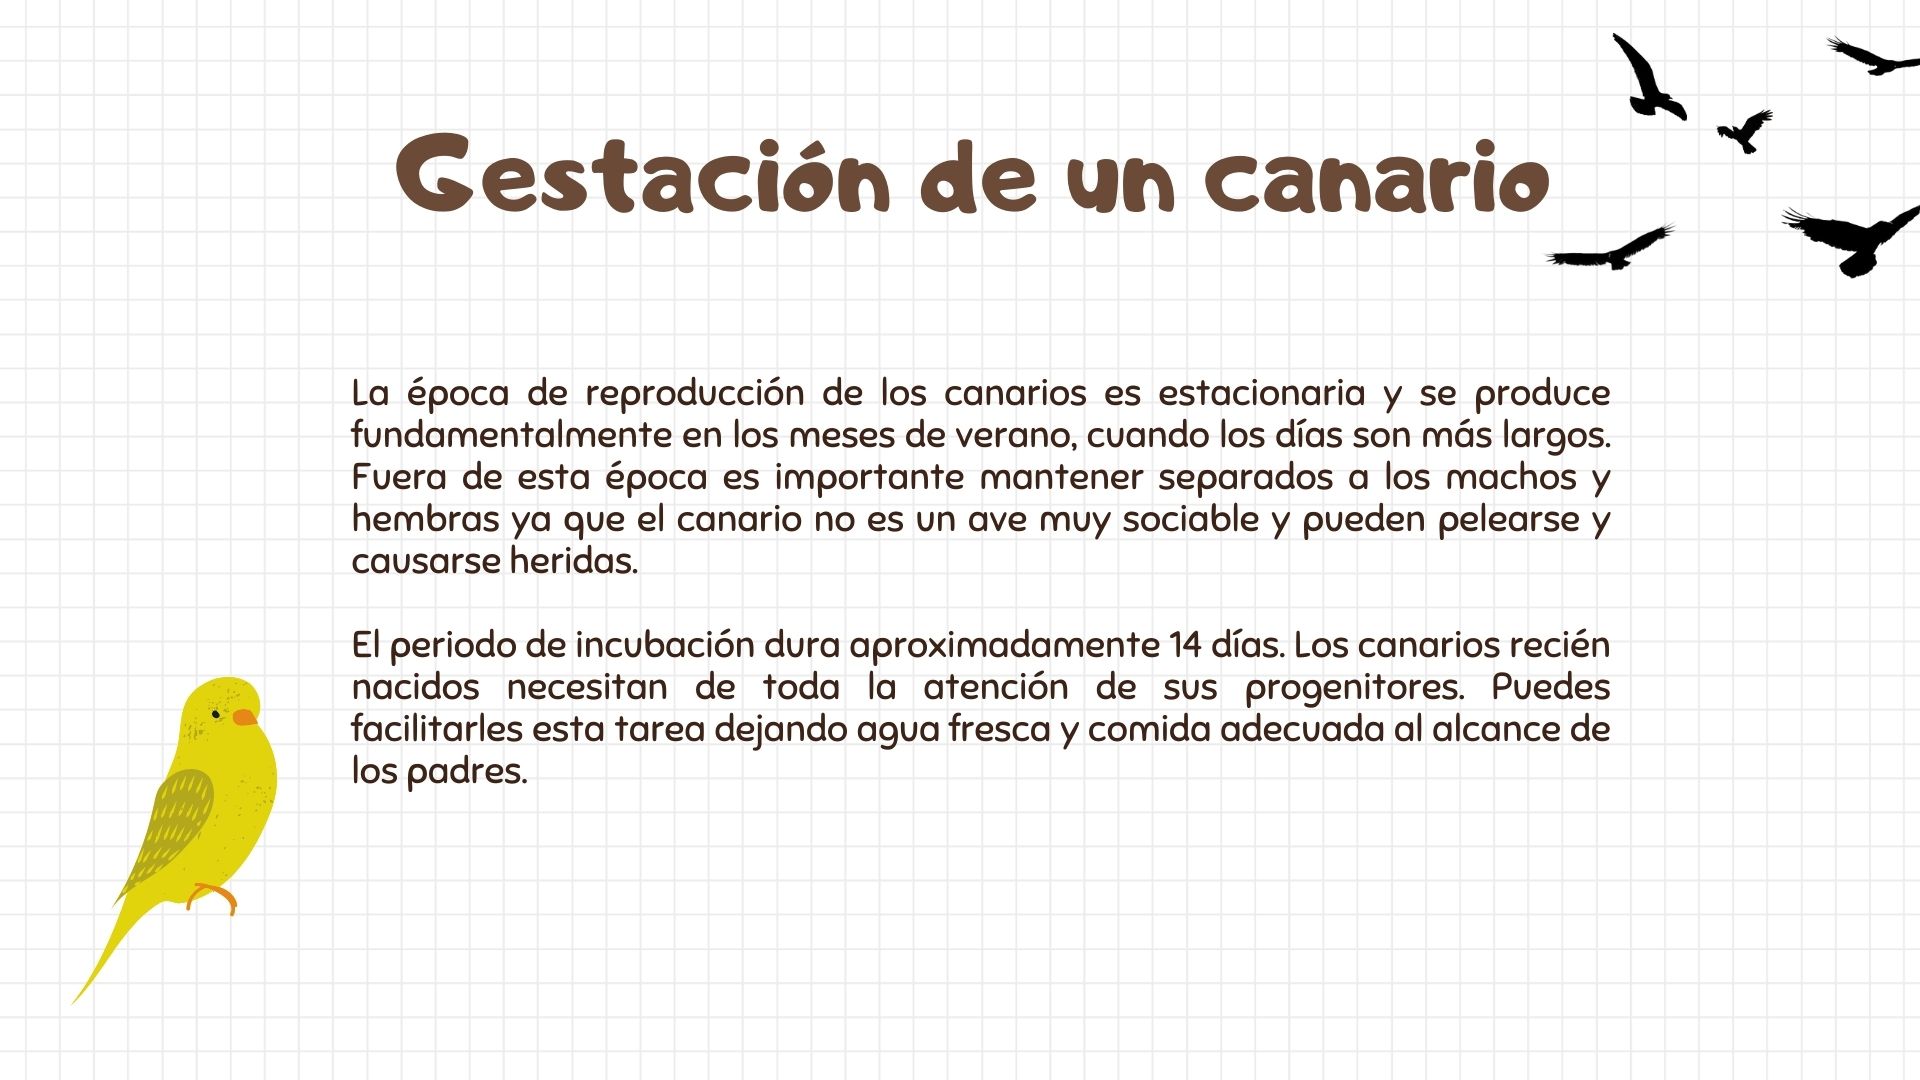 Gestación de un canario
La época de reproducción de los canarios es estacionaria y se produce
fundamentalmente en los meses de verano, cuando los días son más largos.
Fuera de esta época es importante mantener separados a los machos y
hembras ya que el canario no es un ave muy sociable y pueden pelearse y
causarse heridas.
El periodo de incubación dura aproximadamente 14 días. Los canarios recién
nacidos necesitan de toda la atención de sus progenitores. Puedes
facilitarles esta tarea dejando agua fresca y comida adecuada al alcance de
los padres.